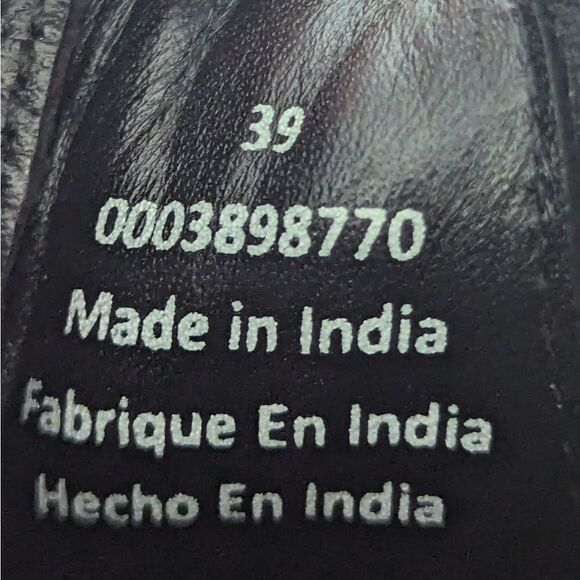 39
0003898770
Made in India
Fabrique En India
Hecho En India